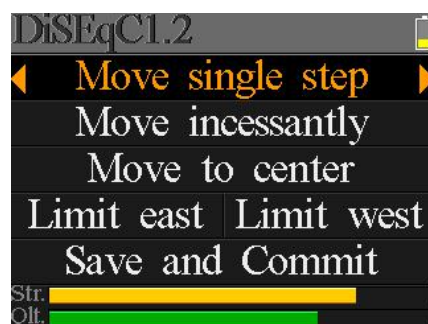 DiSEqC1.2
Move single step
Move incessantly
Move to center
Limit east Limit west
Save and Commit
Str.
Qlt.